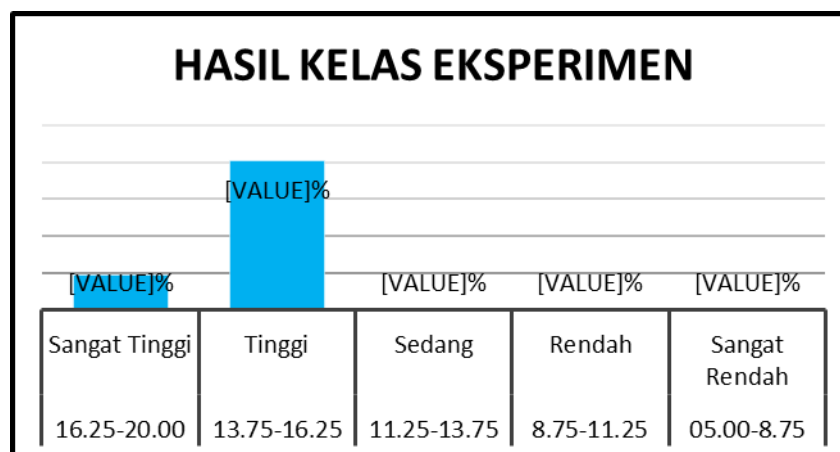 HASIL KELAS EKSPERIMEN
[VALUE]%
[VALUE]%
[VALUE]%
[VALUE]%
[VALUE]%
Sangat Tinggi
Tinggi
Sedang
Rendah
Sangat
Rendah
16.25-20.00
13.75-16.25
11.25-13.75
8.75-11.25
05.00-8.75